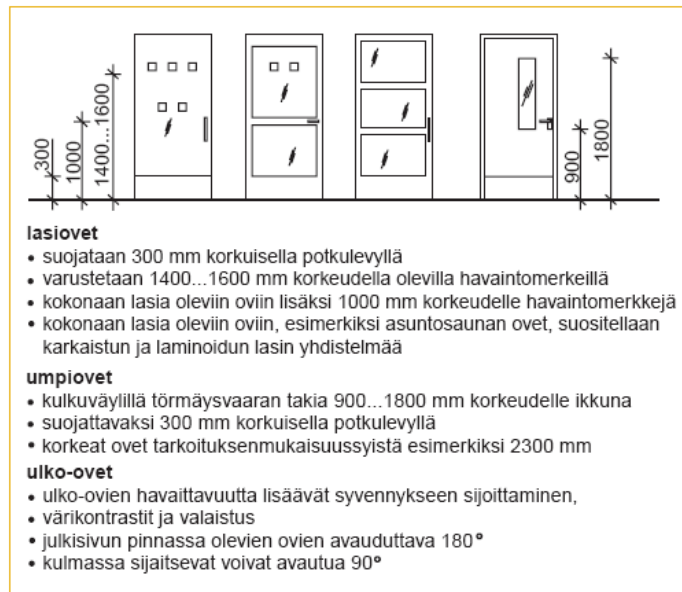 300
1000
1400...1600
900
1800
lasiovet
• suojataan 300 mm korkuisella potkulevyllä
• varustetaan 1400...1600 mm korkeudella olevilla havaintomerkeillä
• kokonaan lasia oleviin oviin lisäksi 1000 mm korkeudelle havaintomerkkejä
• kokonaan lasia oleviin oviin, esimerkiksi asuntosaunan ovet, suositellaan
karkaistun ja laminoidun lasin yhdistelmää
umpiovet
• kulkuväylillä törmäysvaaran takia 900...1800 mm korkeudelle ikkuna
• suojattavaksi 300 mm korkuisella potkulevyllä
• korkeat ovet tarkoituksenmukaisuussyistä esimerkiksi 2300 mm
ulko-ovet
• ulko-ovien havaittavuutta lisäävät syvennykseen sijoittaminen,
• värikontrastit ja valaistus
• julkisivun pinnassa olevien ovien avauduttava 180°
• kulmassa sijaitsevat voivat avautua 90°